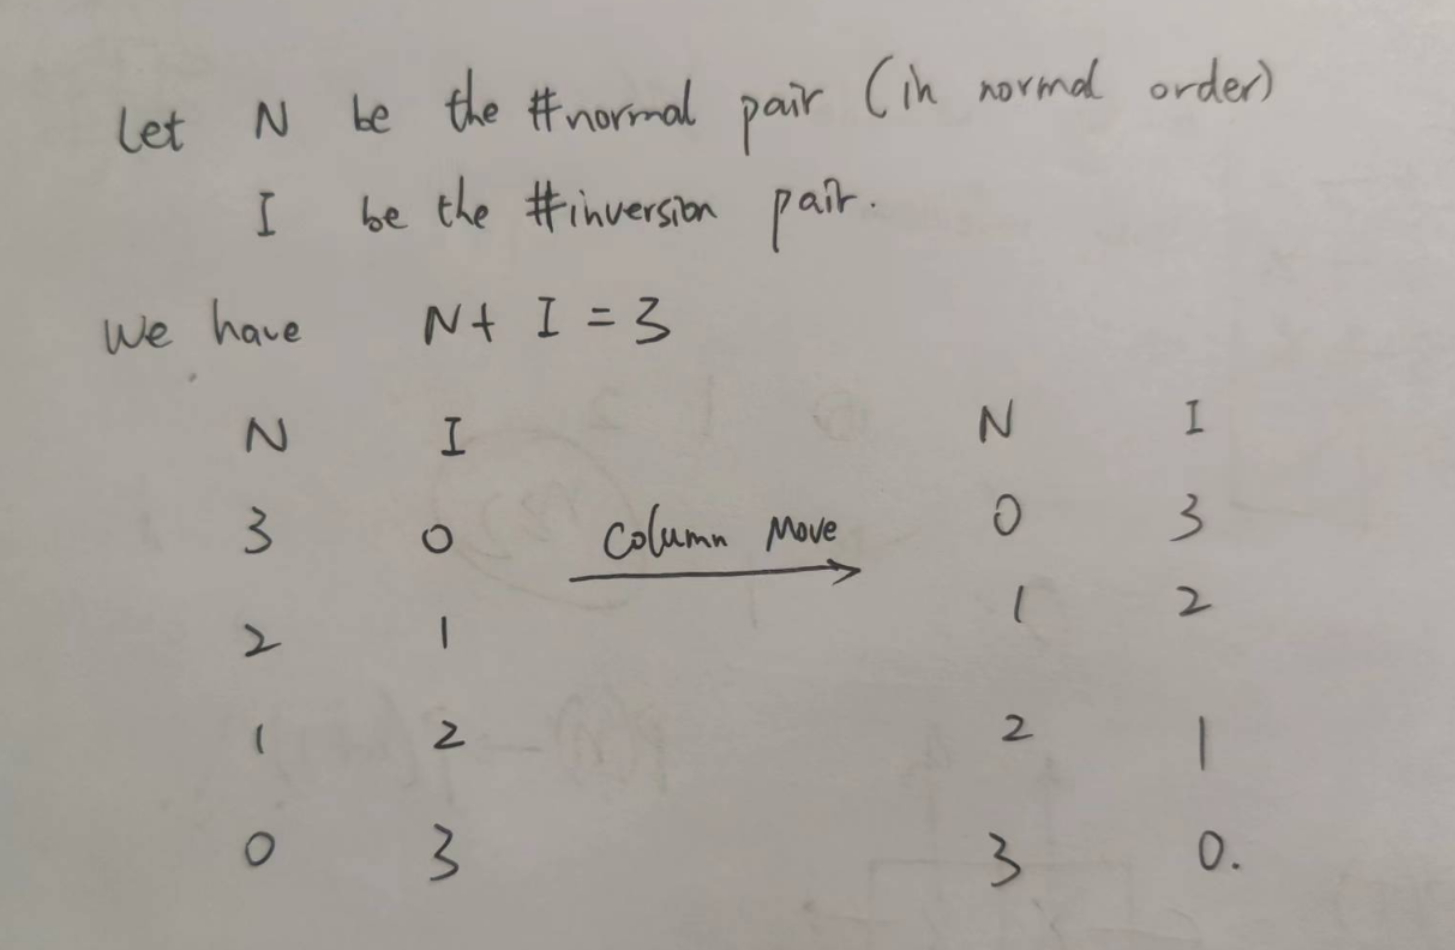 Let N be the #normal pair (in normal order)
I be the #inversion pair.
We have N + I = 3
N I N I
3 0 Column Move 0 3
2 1 1 2
1 2 2 1
0 3 3 0.